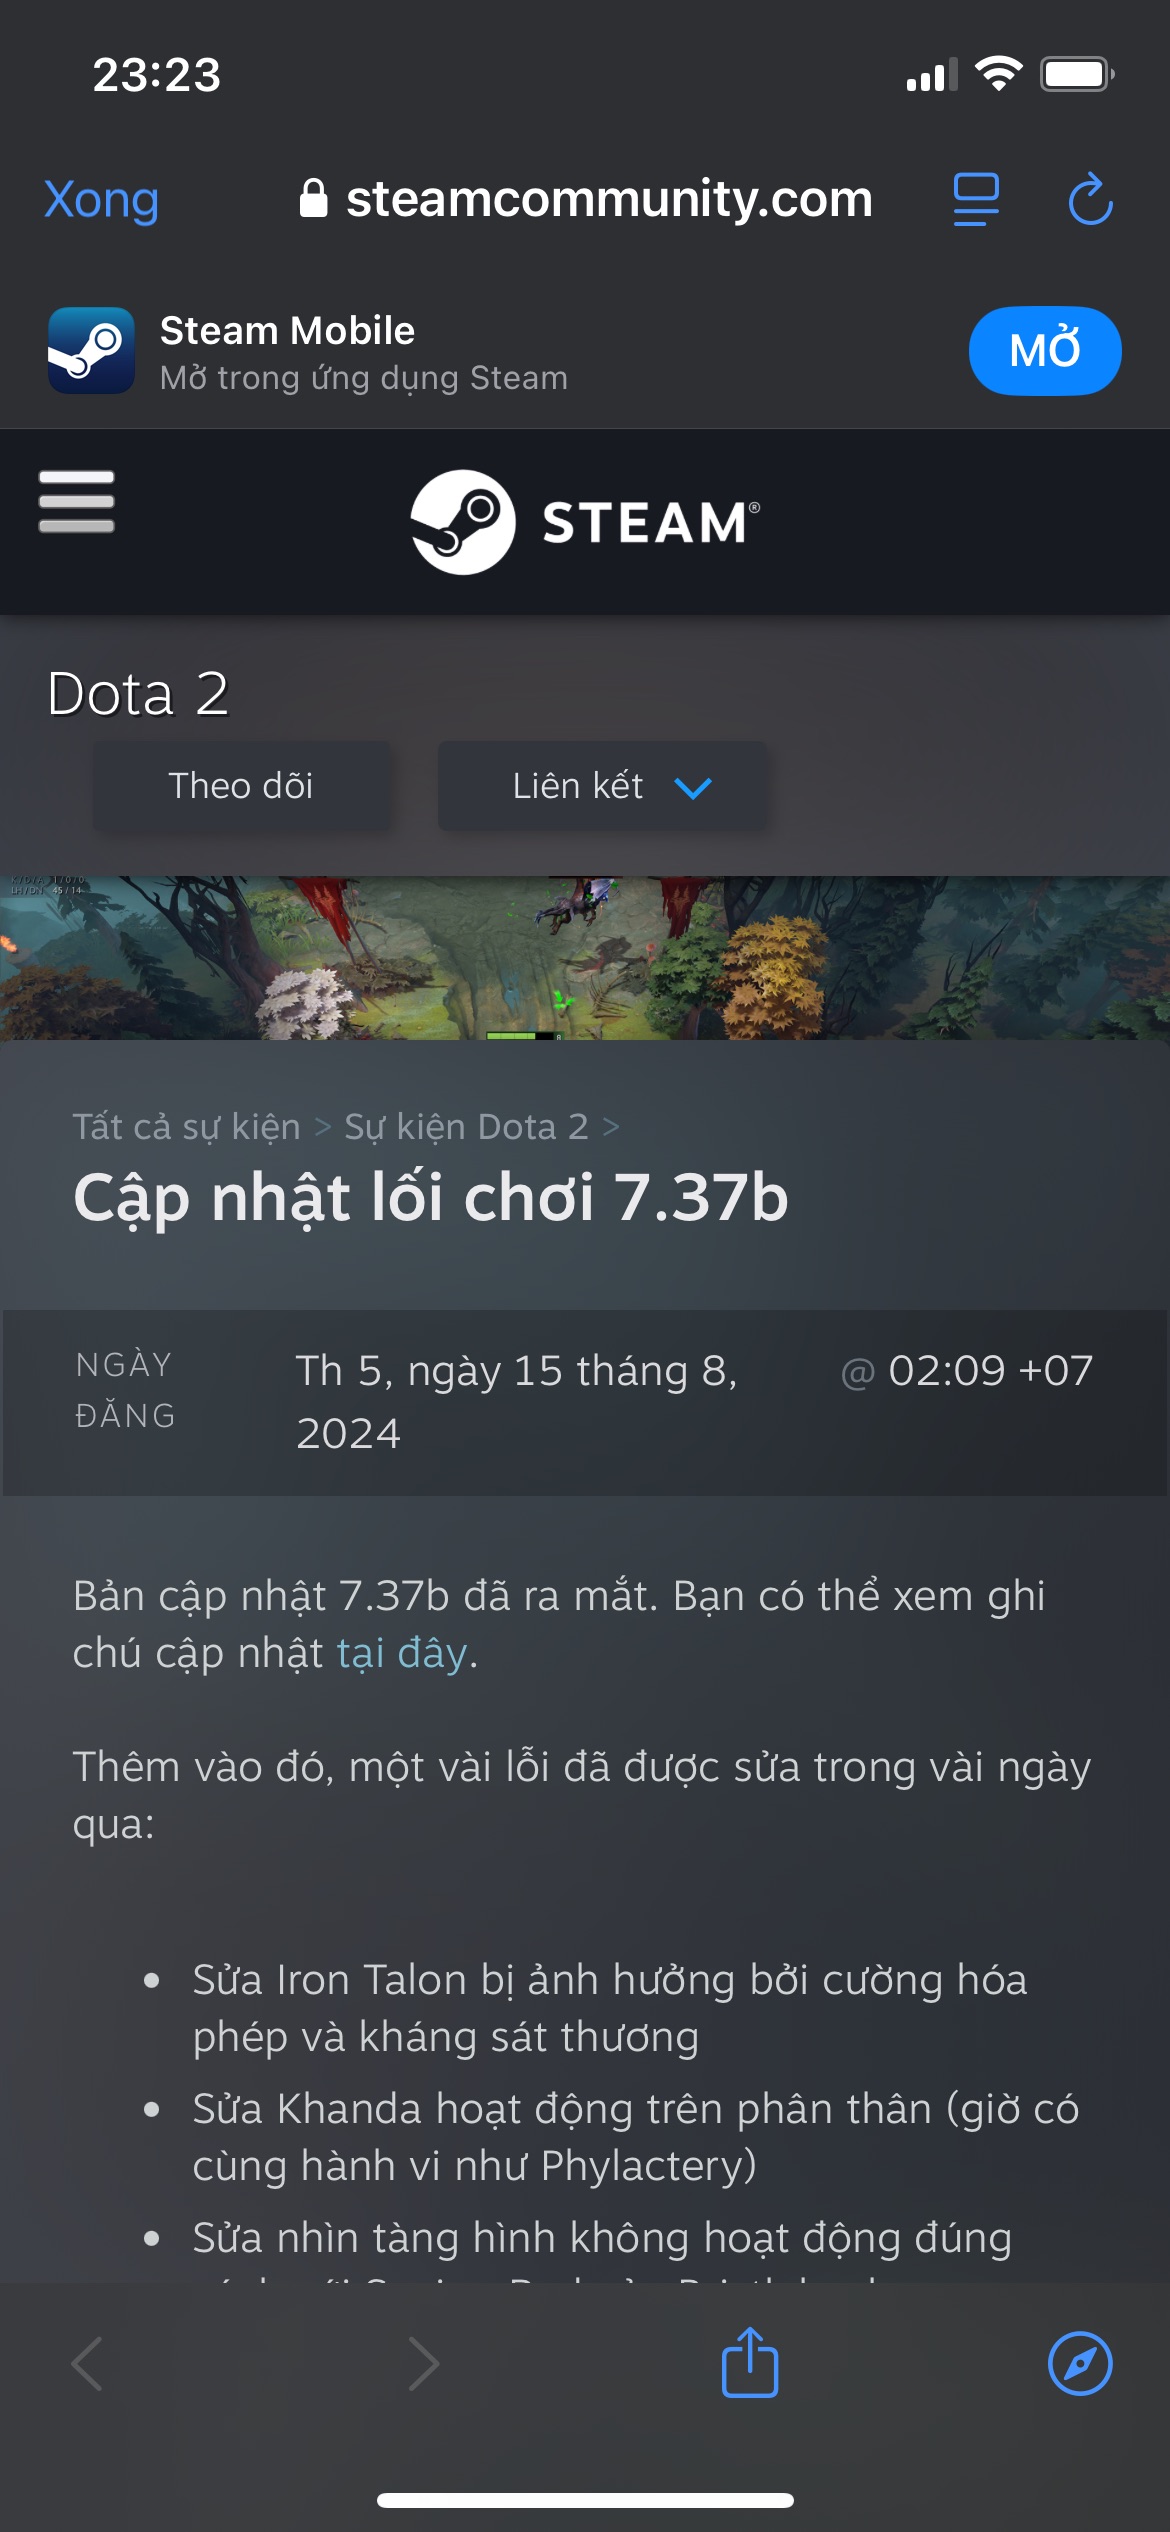 23:23
Xong
steamcommunity.com
Steam Mobile
Mở trong ứng dụng Steam
MỞ
STEAM®
Dota 2
Theo dõi
Liên kết
LH/DN 45/14
Tất cả sự kiện > Sự kiện Dota 2 >
Cập nhật lối chơi 7.37b
NGÀY
ĐĂNG
Th 5, ngày 15 tháng 8,
2024
@ 02:09 +07
Bản cập nhật 7.37b đã ra mắt. Bạn có thể xem ghi
chú cập nhật tại đây.
Thêm vào đó, một vài lỗi đã được sửa trong vài ngày
qua:
• Sửa Iron Talon bị ảnh hưởng bởi cường hóa
phép và kháng sát thương
• Sửa Khanda hoạt động trên phân thân (giờ có
cùng hành vi như Phylactery)
• Sửa nhìn tàng hình không hoạt động đúng